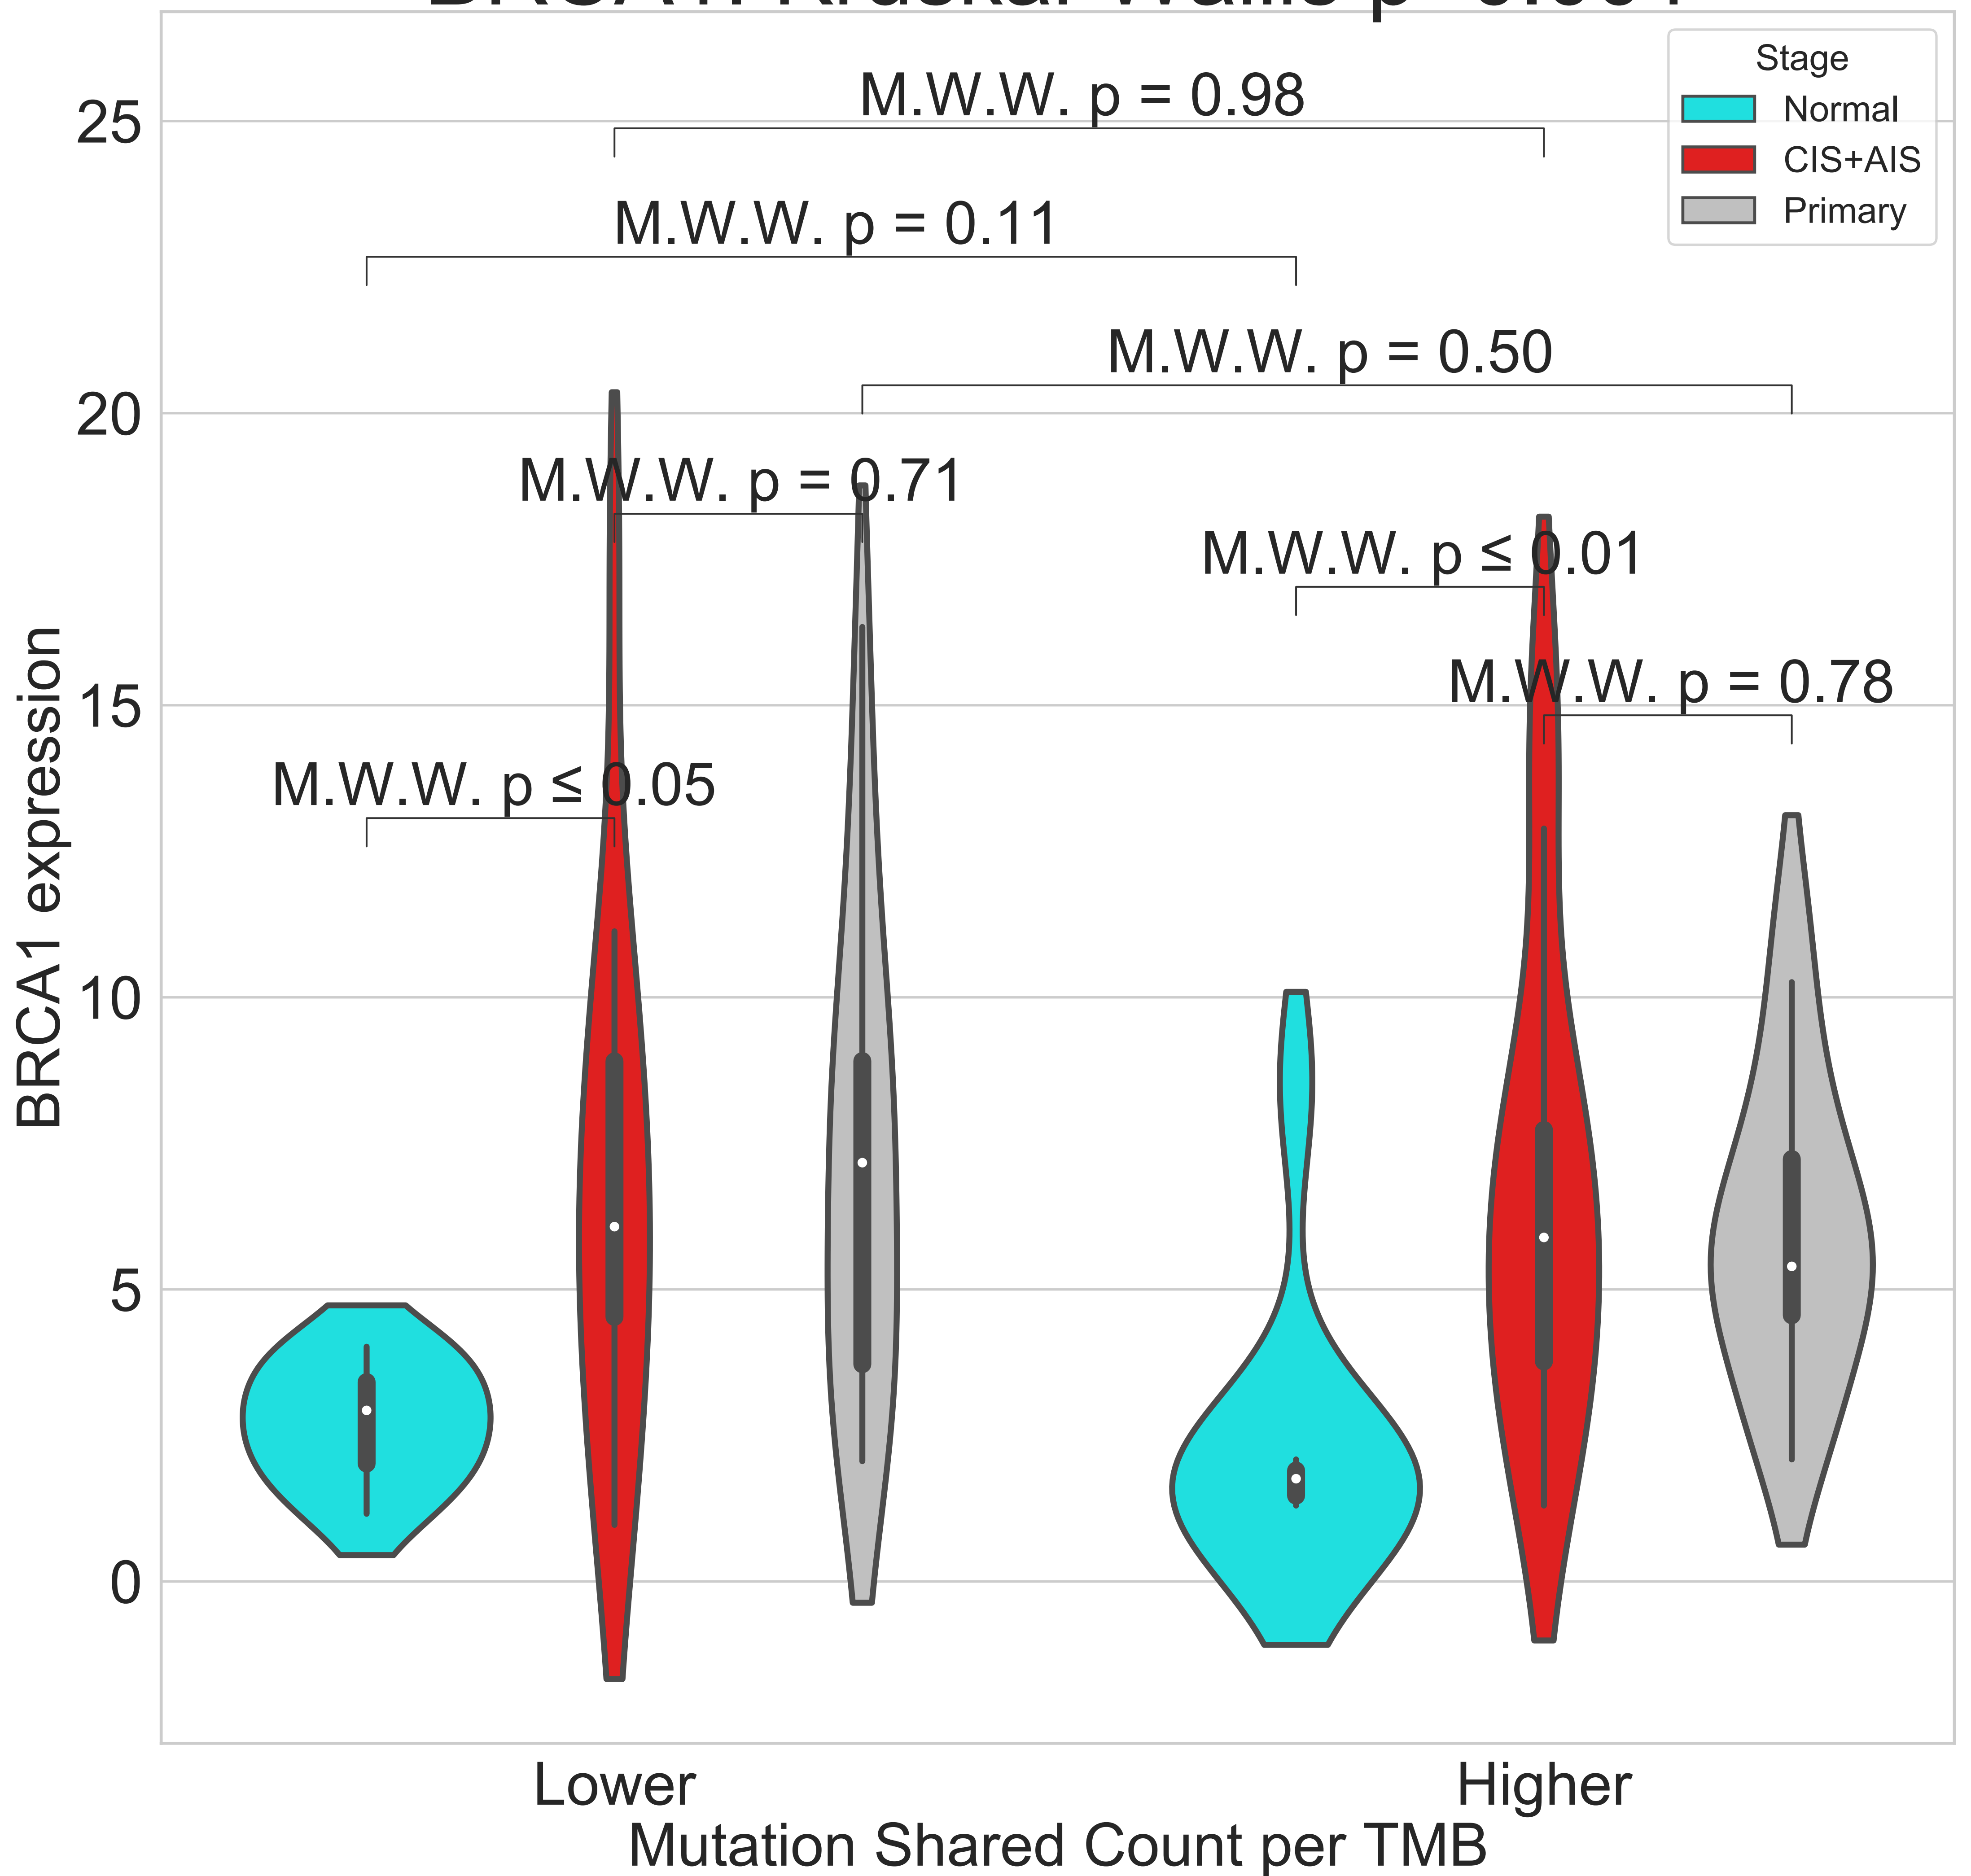 Stage
Normal
CIS+AIS
Primary
M.W.W. p = 0.98
M.W.W. p = 0.11
M.W.W. p = 0.50
M.W.W. p = 0.71
M.W.W. p ≤ 0.01
M.W.W. p = 0.78
M.W.W. p ≤ 0.05
25
20
15
10
5
0
BRCA1 expression
Lower
Higher
Mutation Shared Count per TMB